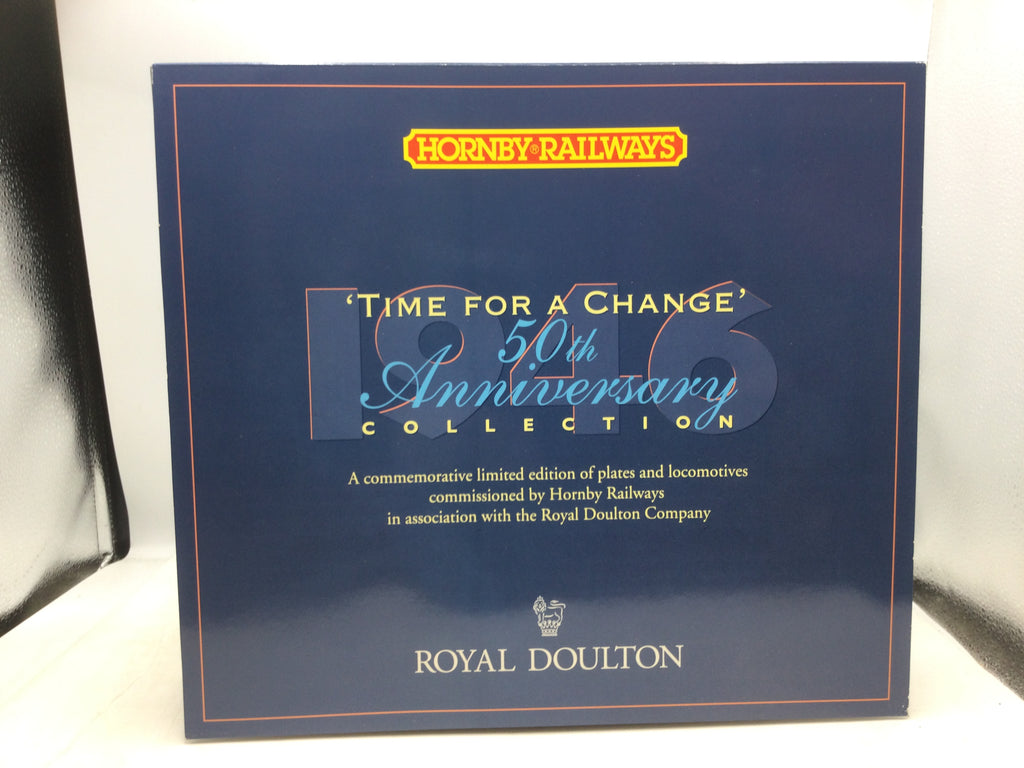 HORNBY® RAILWAYS
1946
'TIME FOR A CHANGE'
50th
Anniversary
COLLECTION
A commemorative limited edition of plates and locomotives
commissioned by Hornby Railways
in association with the Royal Doulton Company
ROYAL DOULTON